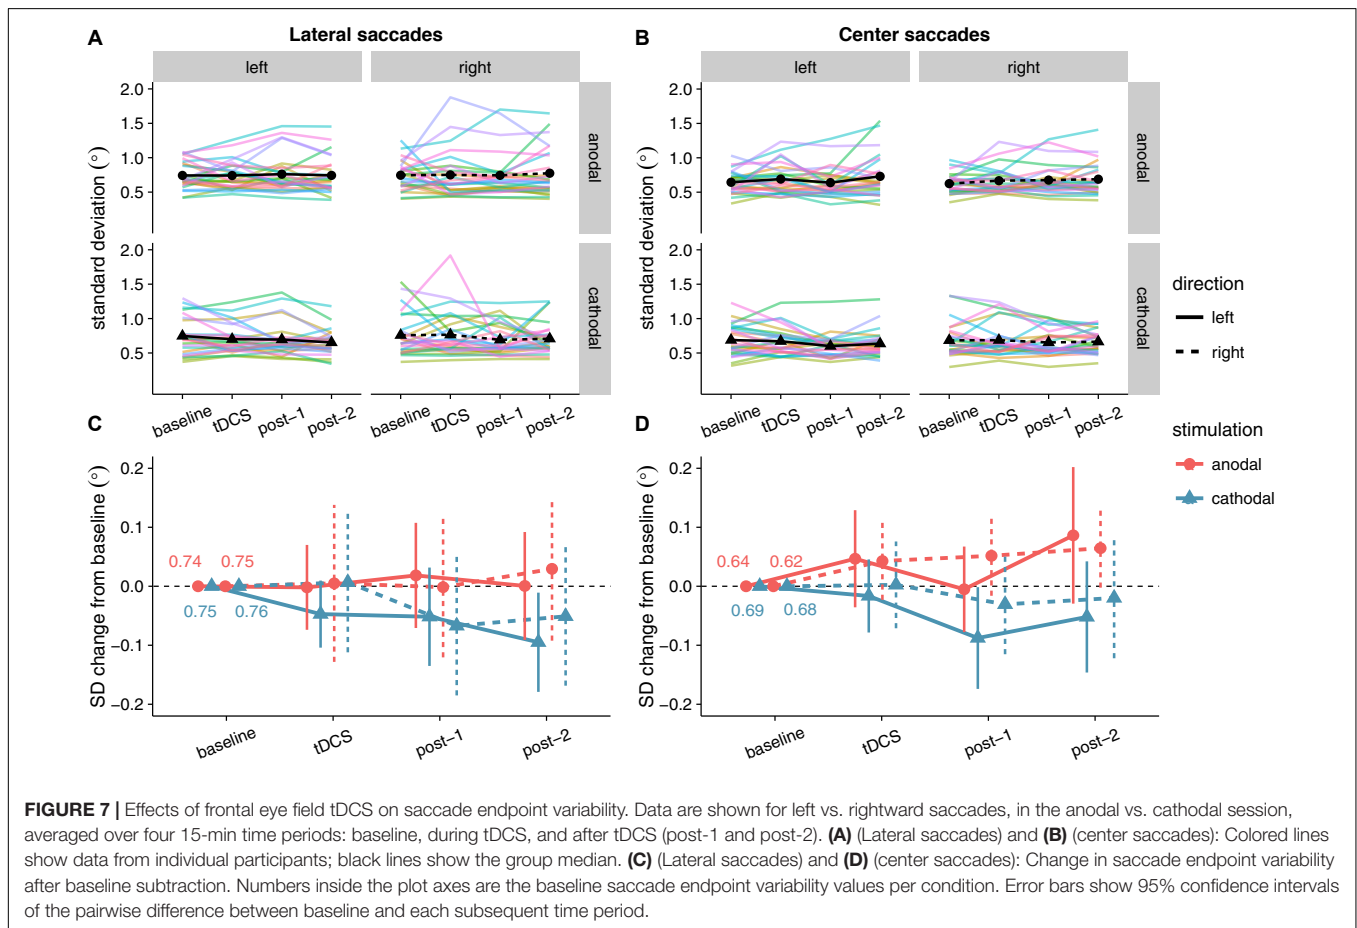 A
Lateral saccades
B
Center saccades
left
right
left
right
standard deviation (°)
2.0
1.5
1.0
0.5
anodal
standard deviation (°)
2.0
1.5
1.0
0.5
anodal
2.0
1.5
1.0
0.5
cathodal
2.0
1.5
1.0
0.5
cathodal
baseline
tDCS
post−1
post−2
baseline
tDCS
post−1
post−2
baseline
tDCS
post−1
post−2
baseline
tDCS
post−1
post−2
direction
left
right
stimulation
anodal
cathodal
C
SD change from baseline (°)
0.2
0.1
0.0
−0.1
−0.2
0.74 0.75
0.75 0.76
baseline
tDCS
post−1
post−2
D
SD change from baseline (°)
0.2
0.1
0.0
−0.1
−0.2
0.64 0.62
0.69 0.68
baseline
tDCS
post−1
post−2
FIGURE 7 | Effects of frontal eye field tDCS on saccade endpoint variability. Data are shown for left vs. rightward saccades, in the anodal vs. cathodal session,
averaged over four 15-min time periods: baseline, during tDCS, and after tDCS (post-1 and post-2). (A) (Lateral saccades) and (B) (center saccades): Colored lines
show data from individual participants; black lines show the group median. (C) (Lateral saccades) and (D) (center saccades): Change in saccade endpoint variability
after baseline subtraction. Numbers inside the plot axes are the baseline saccade endpoint variability values per condition. Error bars show 95% confidence intervals
of the pairwise difference between baseline and each subsequent time period.